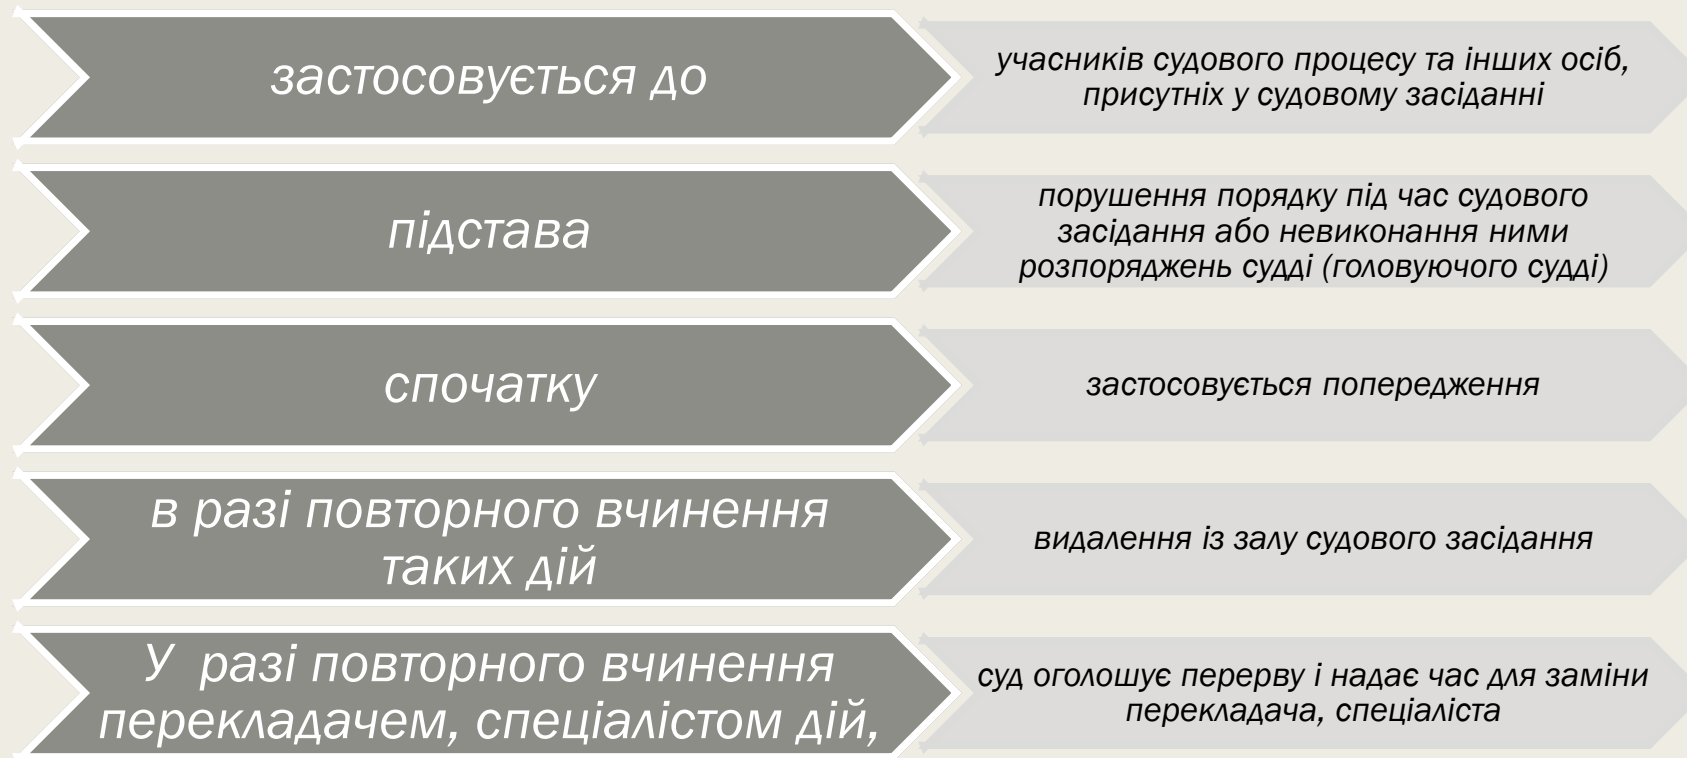 застосовується до
учасників судового процесу та інших осіб,
присутніх у судовому засіданні
підстава
порушення порядку під час судового
засідання або невиконання ними
розпоряджень судді (головуючого судді)
спочатку
застосовується попередження
в разі повторного вчинення
таких дій
видалення із залу судового засідання
У разі повторного вчинення
перекладачем, спеціалістом дій,
суд оголошує перерву і надає час для заміни
перекладача, спеціаліста